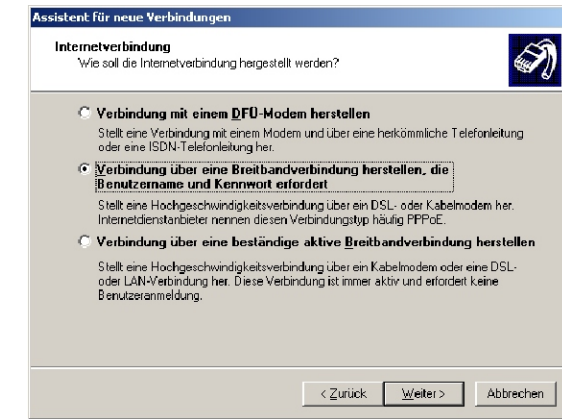 Assistent für neue Verbindungen
Internetverbindung
Wie soll die Internetverbindung hergestellt werden?
Verbindung mit einem DFÜ-Modem herstellen
Stellt eine Verbindung mit einem Modem und über eine herkömmliche Telefonleitung
oder eine ISDN-Telefonleitung her.
Verbindung über eine Breitbandverbindung herstellen, die
Benutzername und Kennwort erfordert
Stellt eine Hochgeschwindigkeitsverbindung über ein DSL- oder Kabelmodem her.
Internetdienstanbieter nennen diesen Verbindungstyp häufig PPPoE.
Verbindung über eine beständige aktive Breitbandverbindung herstellen
Stellt eine Hochgeschwindigkeitsverbindung über ein Kabelmodem oder eine DSL-
oder LAN-Verbindung her. Diese Verbindung ist immer aktiv und erfordert keine
Benutzeranmeldung.
< Zurück Weiter > Abbrechen